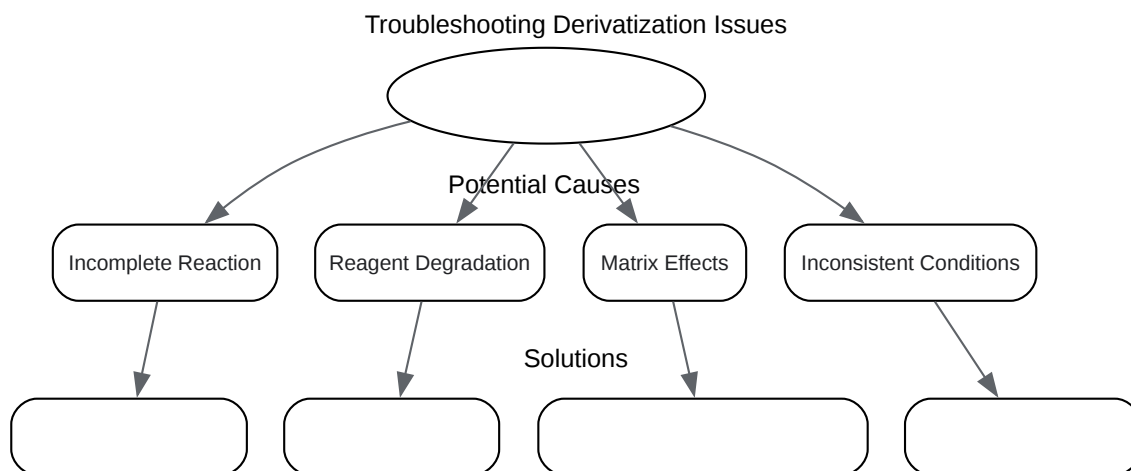 Troubleshooting Derivatization Issues
Potential Causes
Incomplete Reaction
Reagent Degradation
Matrix Effects
Inconsistent Conditions
Solutions